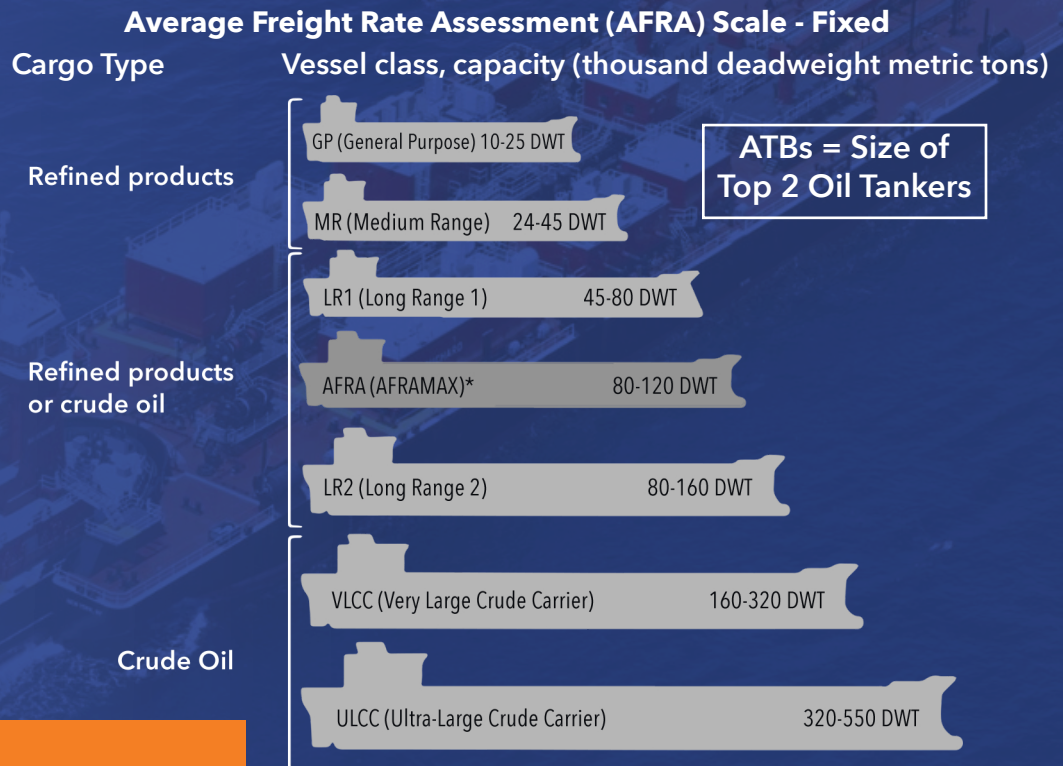 Average Freight Rate Assessment (AFRA) Scale - Fixed
Cargo Type Vessel class, capacity (thousand deadweight metric tons)
GP (General Purpose) 10-25 DWT
ATBs = Size of
Top 2 Oil Tankers
Refined products
MR (Medium Range) 24-45 DWT
LR1 (Long Range 1) 45-80 DWT
Refined products
or crude oil
AFRA (AFRAMAX)* 80-120 DWT
LR2 (Long Range 2) 80-160 DWT
VLCC (Very Large Crude Carrier) 160-320 DWT
Crude Oil
ULCC (Ultra-Large Crude Carrier) 320-550 DWT